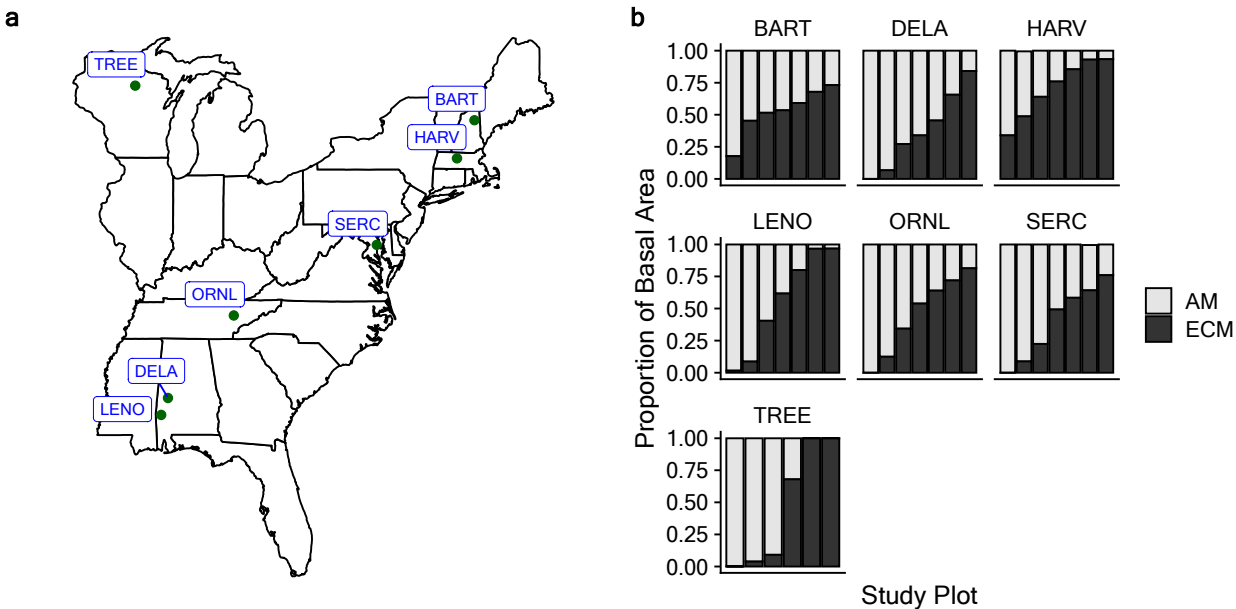 a
TREE
BART
HARV
SERC
ORNL
DELA
LENO
b
Proportion of Basal Area
BART
DELA
HARV
1.00
0.75
0.50
0.25
0.00
LENO
ORNL
SERC
1.00
0.75
0.50
0.25
0.00
TREE
1.00
0.75
0.50
0.25
0.00
Study Plot
AM
ECM